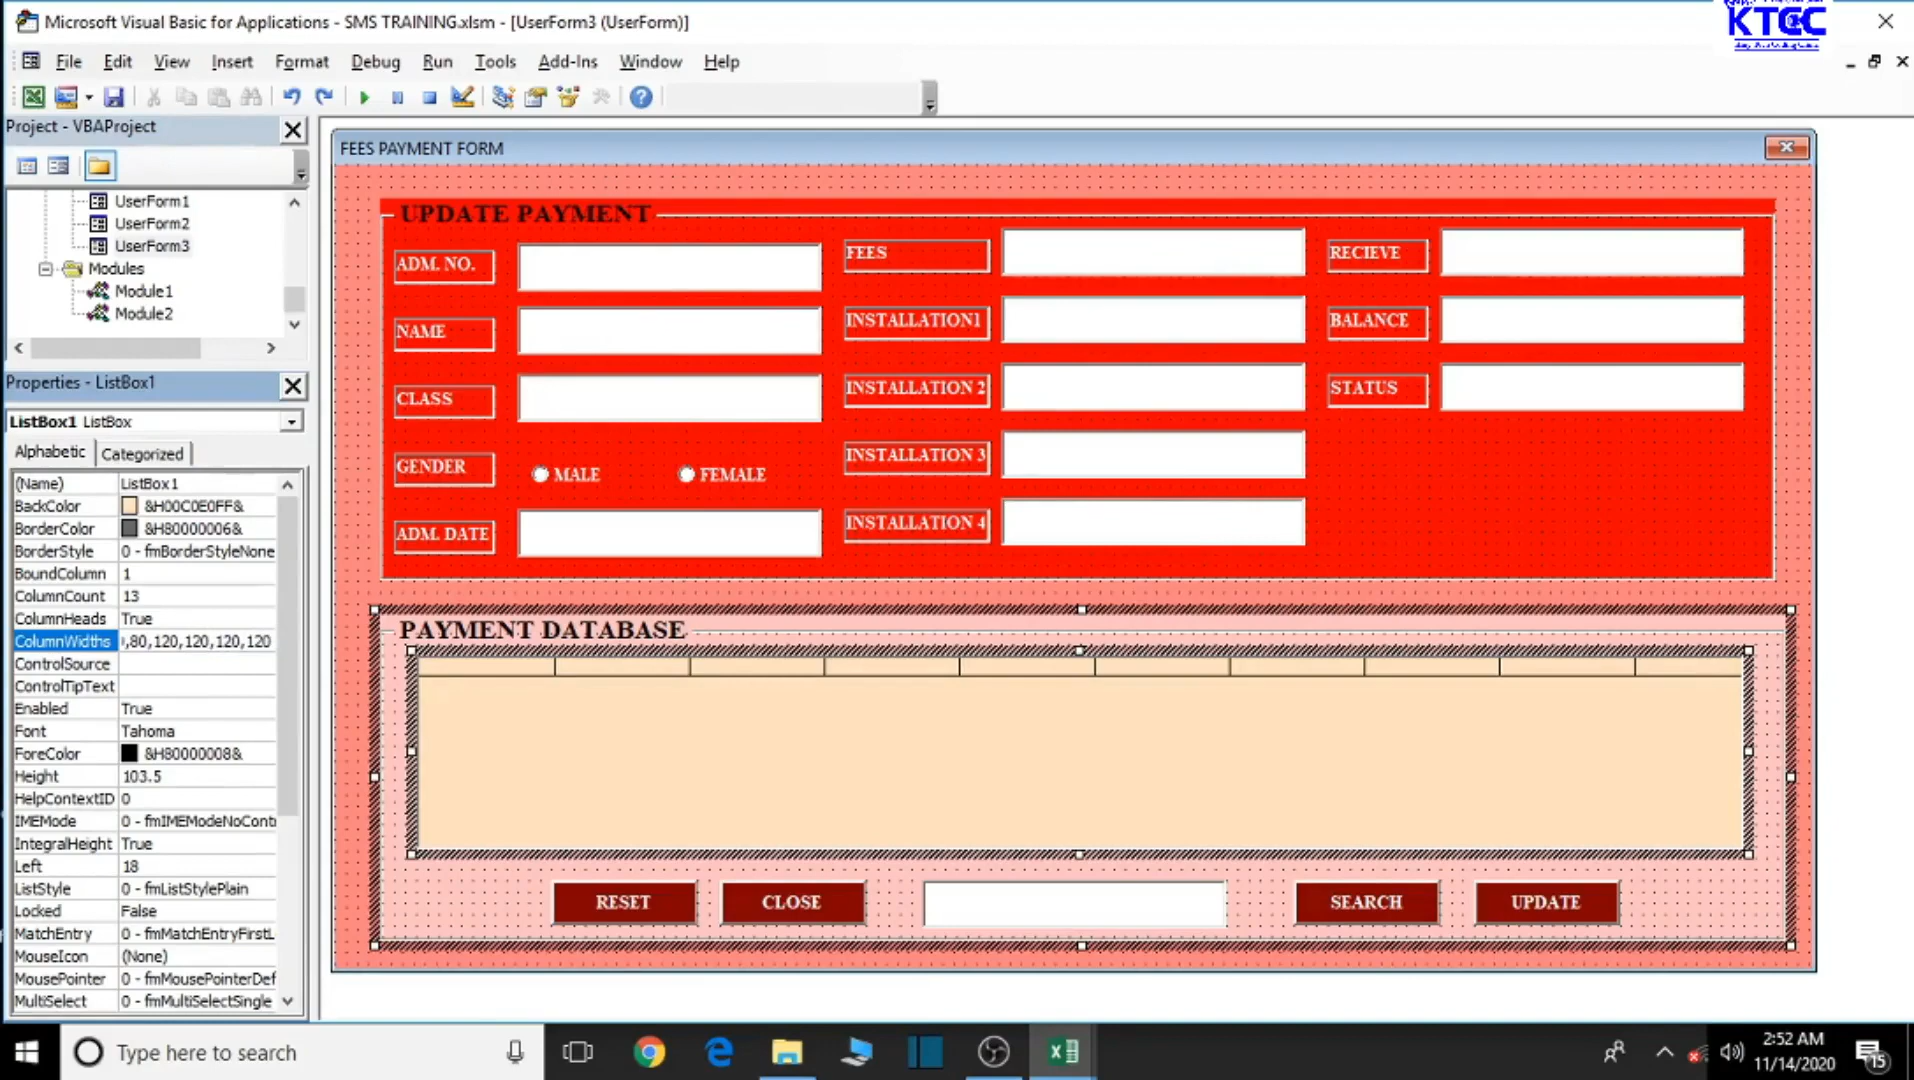 Microsoft Visual Basic for Applications - SMS TRAINING.xlsm - [UserForm3 (UserForm)]
KTCC
File Edit View Insert Format Debug Run Tools Add-Ins Window Help
Project - VBAProject
UserForm1
UserForm2
UserForm3
Modules
Module1
Module2
Properties - ListBox1
ListBox1 ListBox
Alphabetic Categorized
(Name) ListBox1
BackColor &H00C0E0FF&
BorderColor &H80000006&
BorderStyle 0 - fmBorderStyleNone
BoundColumn 1
ColumnCount 13
ColumnHeads True
ColumnWidths ,80,120,120,120,120
ControlSource
ControlTipText
Enabled True
Font Tahoma
ForeColor &H80000008&
Height 103.5
HelpContextID 0
IMEMode 0 - fmIMEModeNoCont
IntegralHeight True
Left 18
ListStyle 0 - fmListStylePlain
Locked False
MatchEntry 0 - fmMatchEntryFirstL
MouseIcon (None)
MousePointer 0 - fmMousePointerDef
MultiSelect 0 - fmMultiSelectSingle
FEES PAYMENT FORM
UPDATE PAYMENT
ADM. NO. FEES RECIEVE
NAME INSTALLATION1 BALANCE
CLASS INSTALLATION 2 STATUS
GENDER MALE FEMALE INSTALLATION 3
ADM. DATE INSTALLATION 4
PAYMENT DATABASE
RESET CLOSE SEARCH UPDATE
Type here to search
2:52 AM
11/14/2020
15